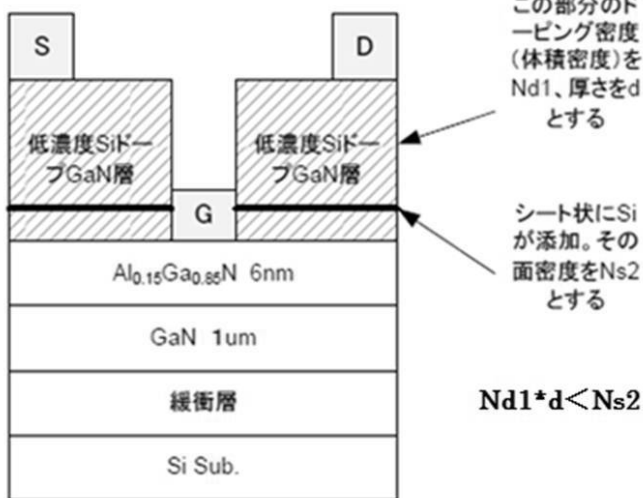 この部分のド
ーピング密度
(体積密度)を
Nd1、厚さをd
とする
S
D
低濃度Siドー
プGaN層
低濃度Siドー
プGaN層
G
シート状にSi
が添加。その
面密度をNs2
とする
Al0.15Ga0.85N 6nm
GaN 1um
緩衝層
Nd1*d＜Ns2
Si Sub.